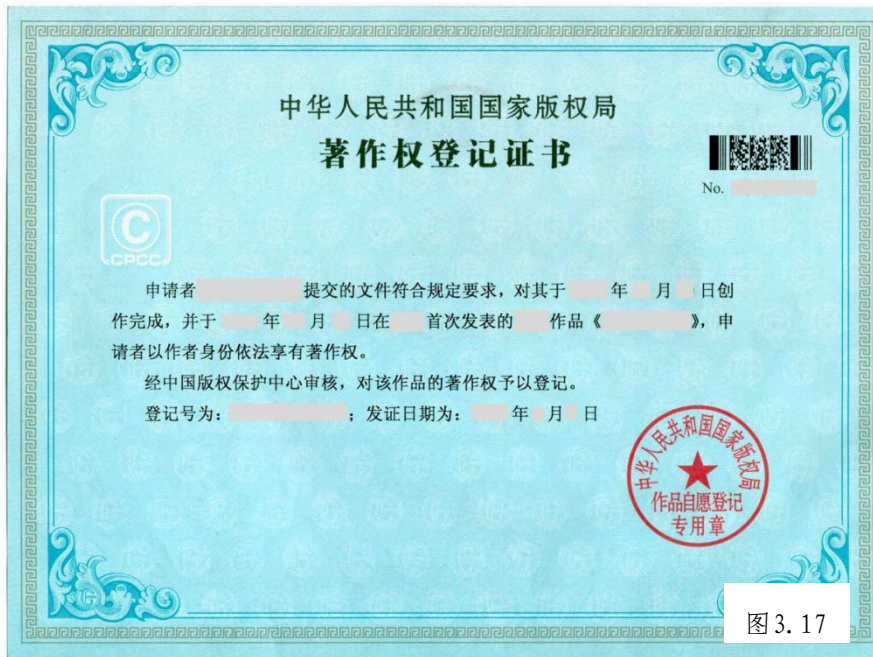 中华人民共和国国家版权局
著作权登记证书
No.
CPCC
申请者 提交的文件符合规定要求，对其于 年 月 日创
作完成，并于 年 月 日在 首次发表的 作品《 》，申
请者以作者身份依法享有著作权。
经中国版权保护中心审核，对该作品的著作权予以登记。
登记号为： ；发证日期为： 年 月 日
中华人民共和国国家版权局
作品自愿登记
专用章
图3.17